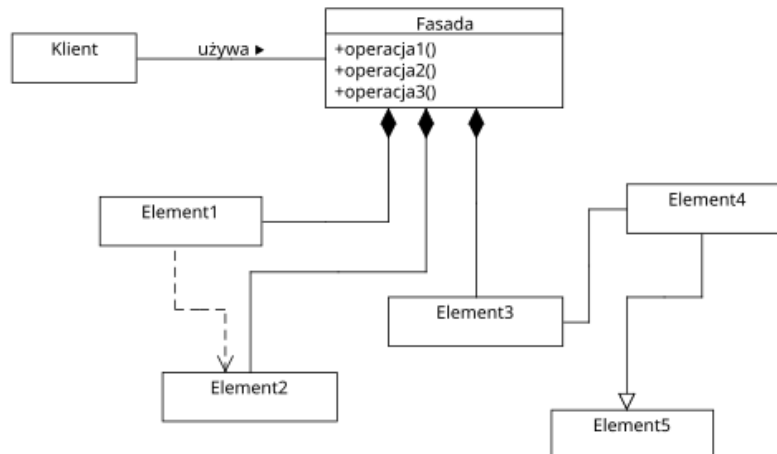 Fasada
Klient
używa ▶
+operacja1()
+operacja2()
+operacja3()
Element1
Element4
Element3
Element2
Element5